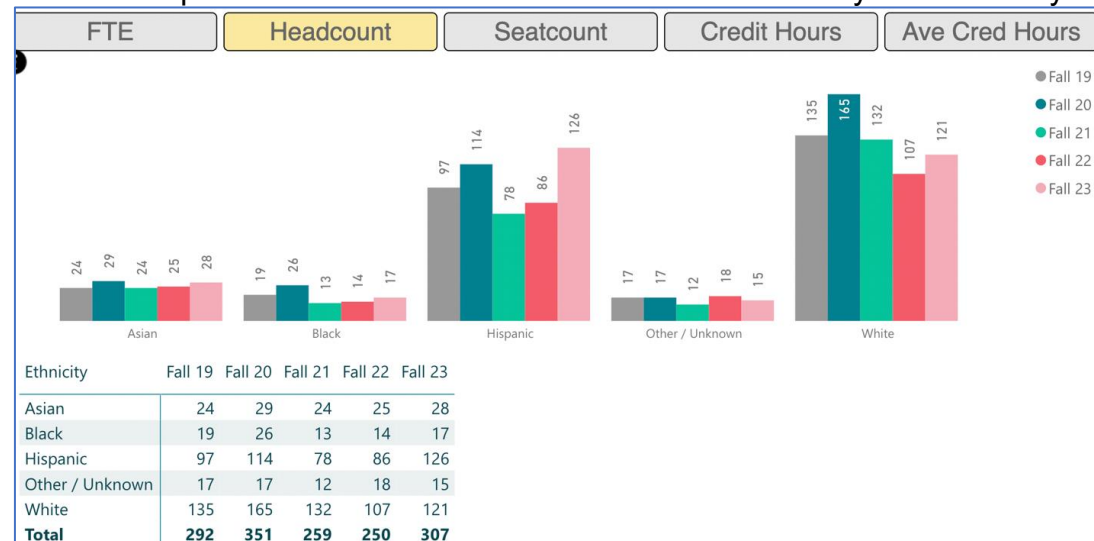 FTE Headcount Seatcount Credit Hours Ave Cred Hours
Fall 19
Fall 20
Fall 21
Fall 22
Fall 23
24 29 24 25 28
19 26 13 14 17
97 114 78 86 126
17 17 12 18 15
135 165 132 107 121
Asian Black Hispanic Other / Unknown White
Ethnicity Fall 19 Fall 20 Fall 21 Fall 22 Fall 23
Asian 24 29 24 25 28
Black 19 26 13 14 17
Hispanic 97 114 78 86 126
Other / Unknown 17 17 12 18 15
White 135 165 132 107 121
Total 292 351 259 250 307